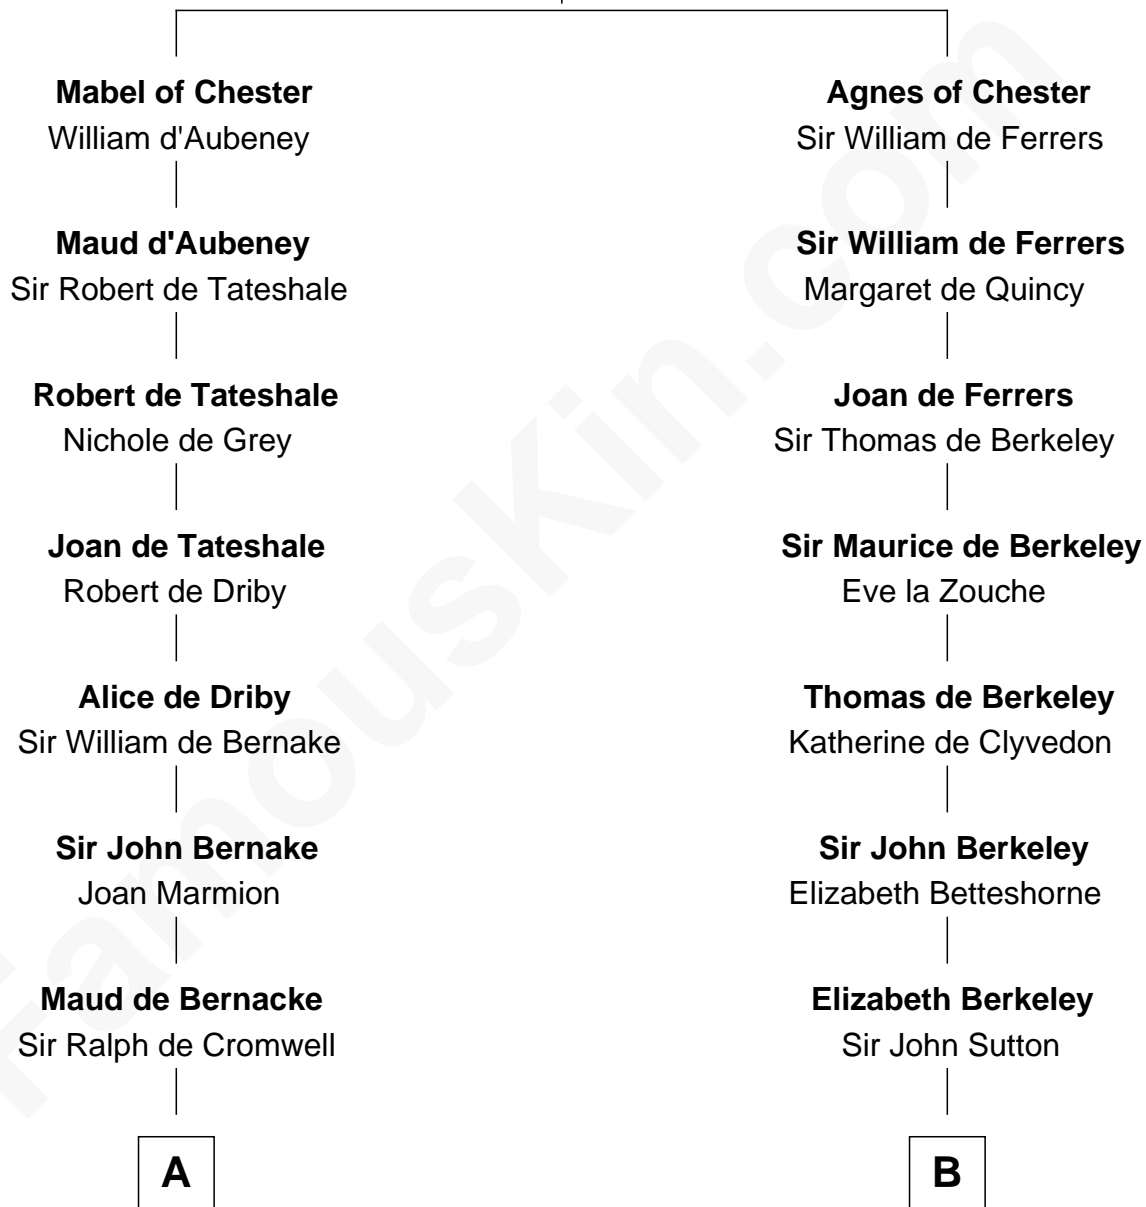 Mabel of Chester
William d'Aubeney
Maud d'Aubeney
Sir Robert de Tateshale
Robert de Tateshale
Nichole de Grey
Joan de Tateshale
Robert de Driby
Alice de Driby
Sir William de Bernake
Sir John Bernake
Joan Marmion
Maud de Bernacke
Sir Ralph de Cromwell
A
Agnes of Chester
Sir William de Ferrers
Sir William de Ferrers
Margaret de Quincy
Joan de Ferrers
Sir Thomas de Berkeley
Sir Maurice de Berkeley
Eve la Zouche
Thomas de Berkeley
Katherine de Clyvedon
Sir John Berkeley
Elizabeth Betteshorne
Elizabeth Berkeley
Sir John Sutton
B
FamousKin.com